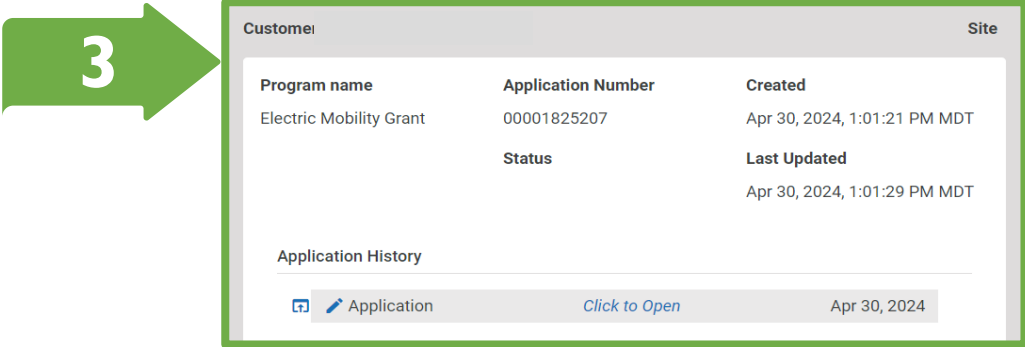 3
Customer Site
Program name Application Number Created
Electric Mobility Grant 00001825207 Apr 30, 2024, 1:01:21 PM MDT
Status Last Updated
Apr 30, 2024, 1:01:29 PM MDT
Application History
Application Click to Open Apr 30, 2024